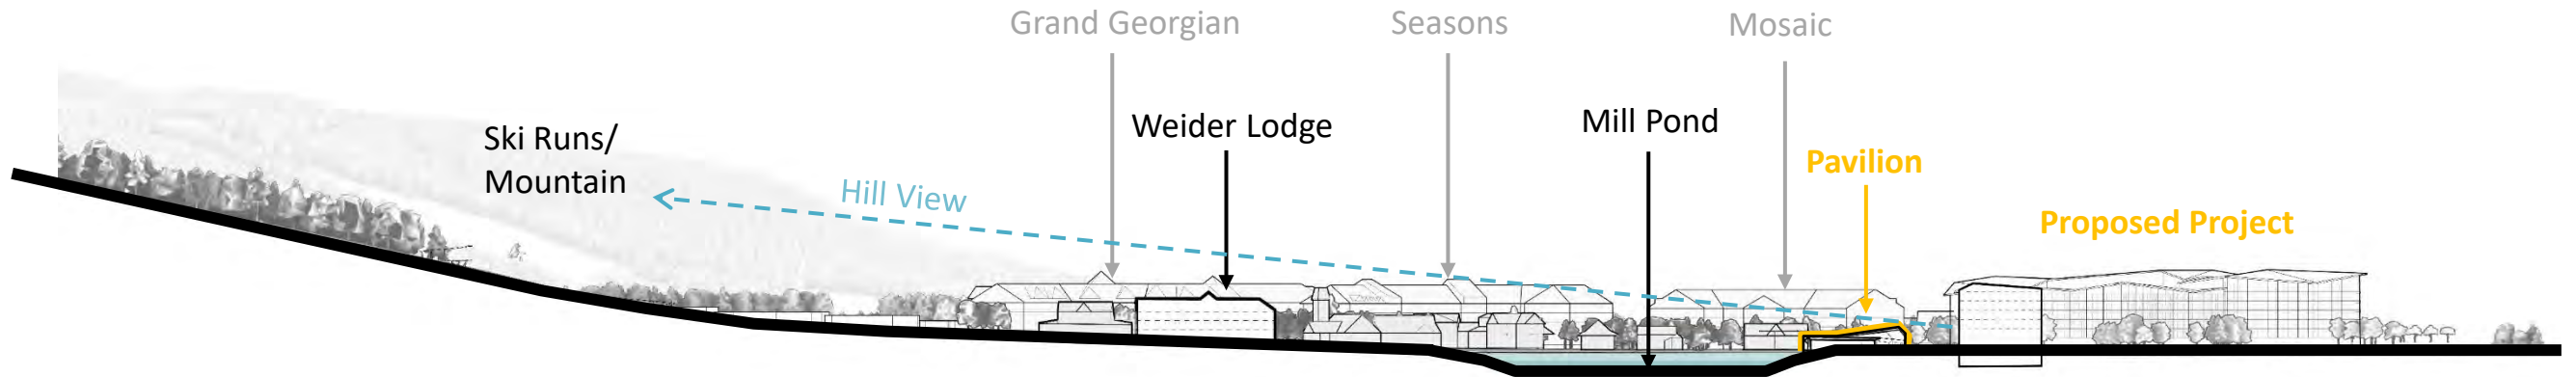 Grand Georgian
Seasons
Mosaic
Ski Runs/
Mountain
Weider Lodge
Mill Pond
Pavilion
Hill View
Proposed Project